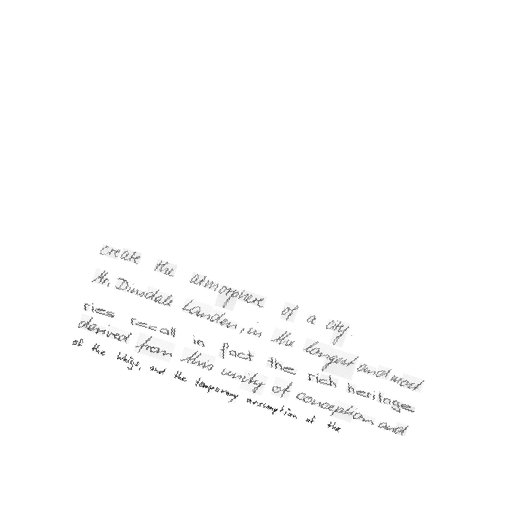 create the atmosphere of a city.
Mr. Dinsdale Landen, in the longest and most
ries recall in fact the rich heritages
derived from this unity of conception and
of the Whigs, and the temporary assumption of the